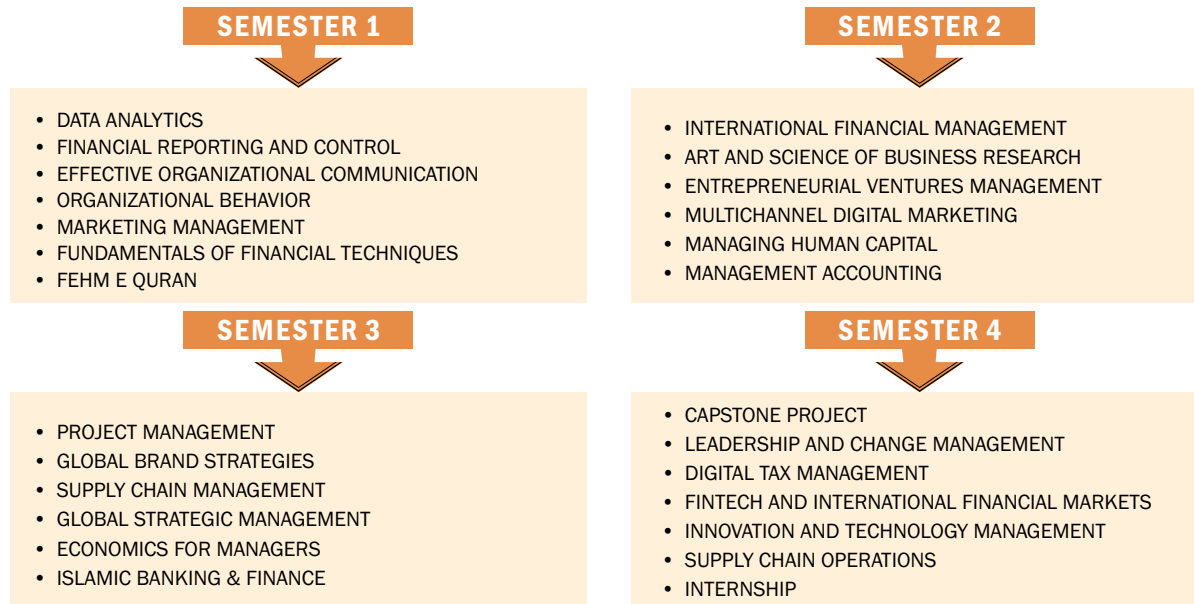 SEMESTER 1
• DATA ANALYTICS
• FINANCIAL REPORTING AND CONTROL
• EFFECTIVE ORGANIZATIONAL COMMUNICATION
• ORGANIZATIONAL BEHAVIOR
• MARKETING MANAGEMENT
• FUNDAMENTALS OF FINANCIAL TECHNIQUES
• FEHM E QURAN
SEMESTER 2
• INTERNATIONAL FINANCIAL MANAGEMENT
• ART AND SCIENCE OF BUSINESS RESEARCH
• ENTREPRENEURIAL VENTURES MANAGEMENT
• MULTICHANNEL DIGITAL MARKETING
• MANAGING HUMAN CAPITAL
• MANAGEMENT ACCOUNTING
SEMESTER 3
• PROJECT MANAGEMENT
• GLOBAL BRAND STRATEGIES
• SUPPLY CHAIN MANAGEMENT
• GLOBAL STRATEGIC MANAGEMENT
• ECONOMICS FOR MANAGERS
• ISLAMIC BANKING & FINANCE
SEMESTER 4
• CAPSTONE PROJECT
• LEADERSHIP AND CHANGE MANAGEMENT
• DIGITAL TAX MANAGEMENT
• FINTECH AND INTERNATIONAL FINANCIAL MARKETS
• INNOVATION AND TECHNOLOGY MANAGEMENT
• SUPPLY CHAIN OPERATIONS
• INTERNSHIP